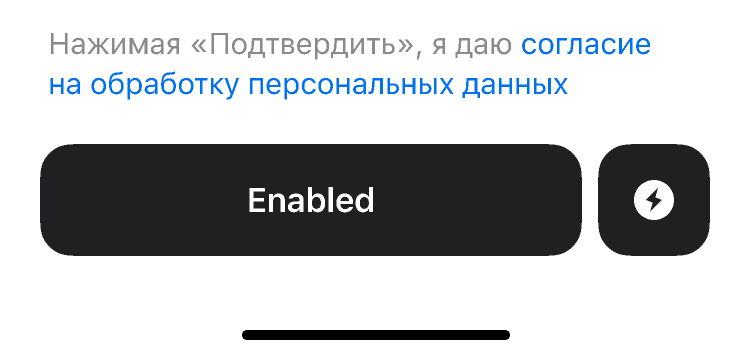 Нажимая «Подтвердить», я даю согласие
на обработку персональных данных
Enabled